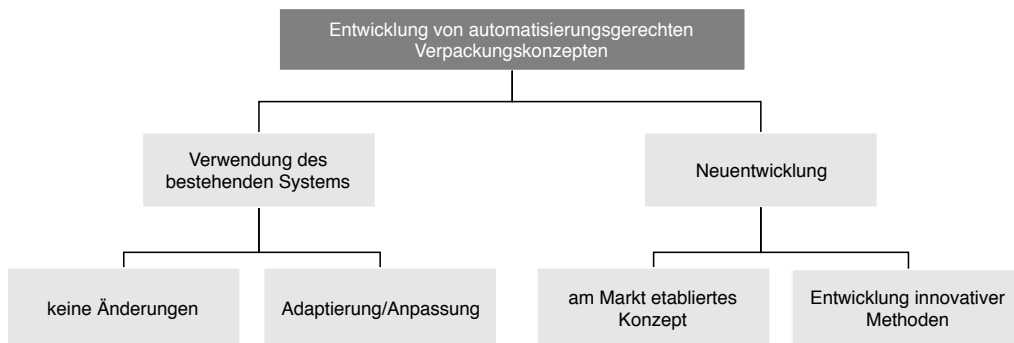 Entwicklung von automatisierungsgerechten
Verpackungskonzepten
Verwendung des
bestehenden Systems
Neuentwicklung
keine Änderungen
Adaptierung/Anpassung
am Markt etabliertes
Konzept
Entwicklung innovativer
Methoden